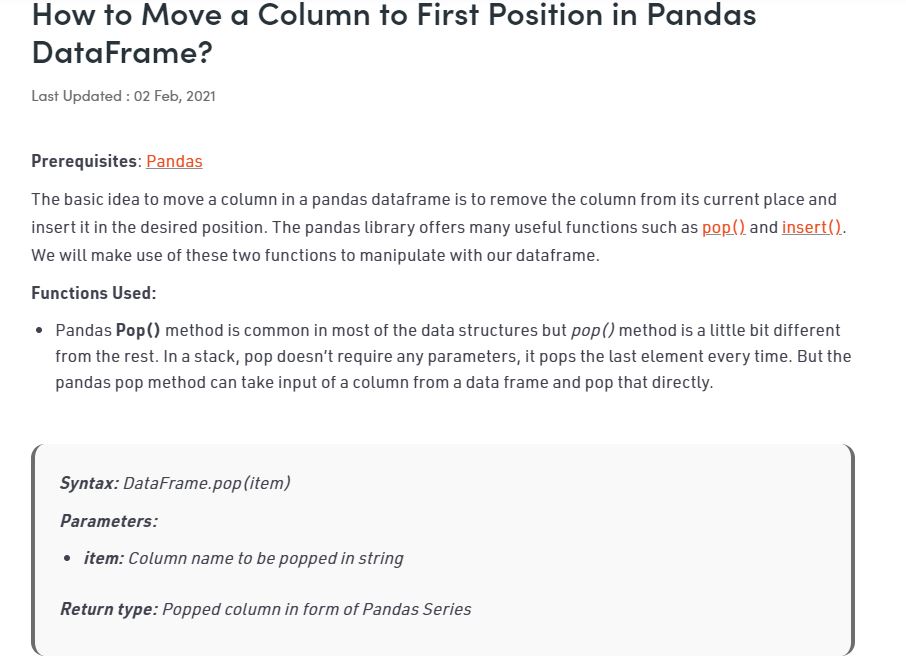 How to Move a Column to First Position in Pandas
DataFrame?
Last Updated : 02 Feb, 2021
Prerequisites: Pandas
The basic idea to move a column in a pandas dataframe is to remove the column from its current place and
insert it in the desired position. The pandas library offers many useful functions such as pop() and insert().
We will make use of these two functions to manipulate with our dataframe.
Functions Used:
• Pandas Pop() method is common in most of the data structures but pop() method is a little bit different
from the rest. In a stack, pop doesn’t require any parameters, it pops the last element every time. But the
pandas pop method can take input of a column from a data frame and pop that directly.
Syntax: DataFrame.pop(item)
Parameters:
• item: Column name to be popped in string
Return type: Popped column in form of Pandas Series